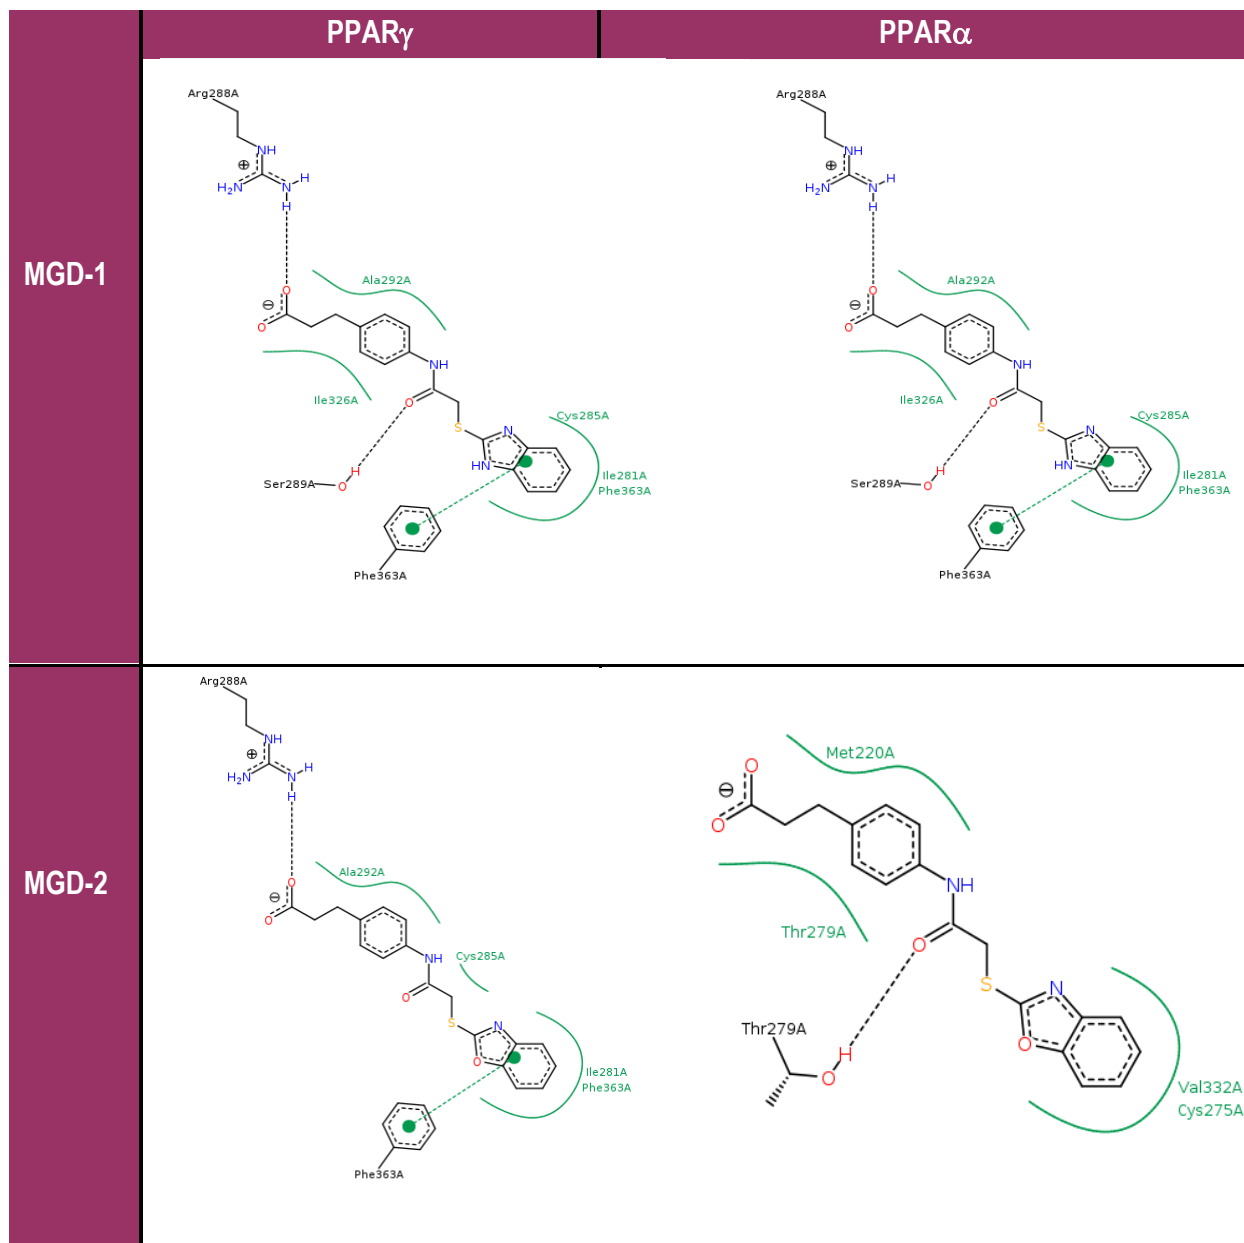 PPARγ
PPARα
MGD-1
Arg288A
NH
⊕
H₂N
N
H
H
O
⊖
O
Ala292A
Ile326A
NH
O
S
N
HN
Cys285A
Ile281A
Phe363A
H
Ser289A
O
Phe363A
Arg288A
NH
⊕
H₂N
N
H
H
O
⊖
O
Ala292A
Ile326A
NH
O
S
N
HN
Cys285A
Ile281A
Phe363A
H
Ser289A
O
Phe363A
MGD-2
Arg288A
NH
⊕
H₂N
N
H
H
O
⊖
O
Ala292A
NH
Cys285A
O
S
N
O
Ile281A
Phe363A
Phe363A
Met220A
O
⊖
O
Thr279A
NH
O
S
N
O
Thr279A
H
O
Val332A
Cys275A